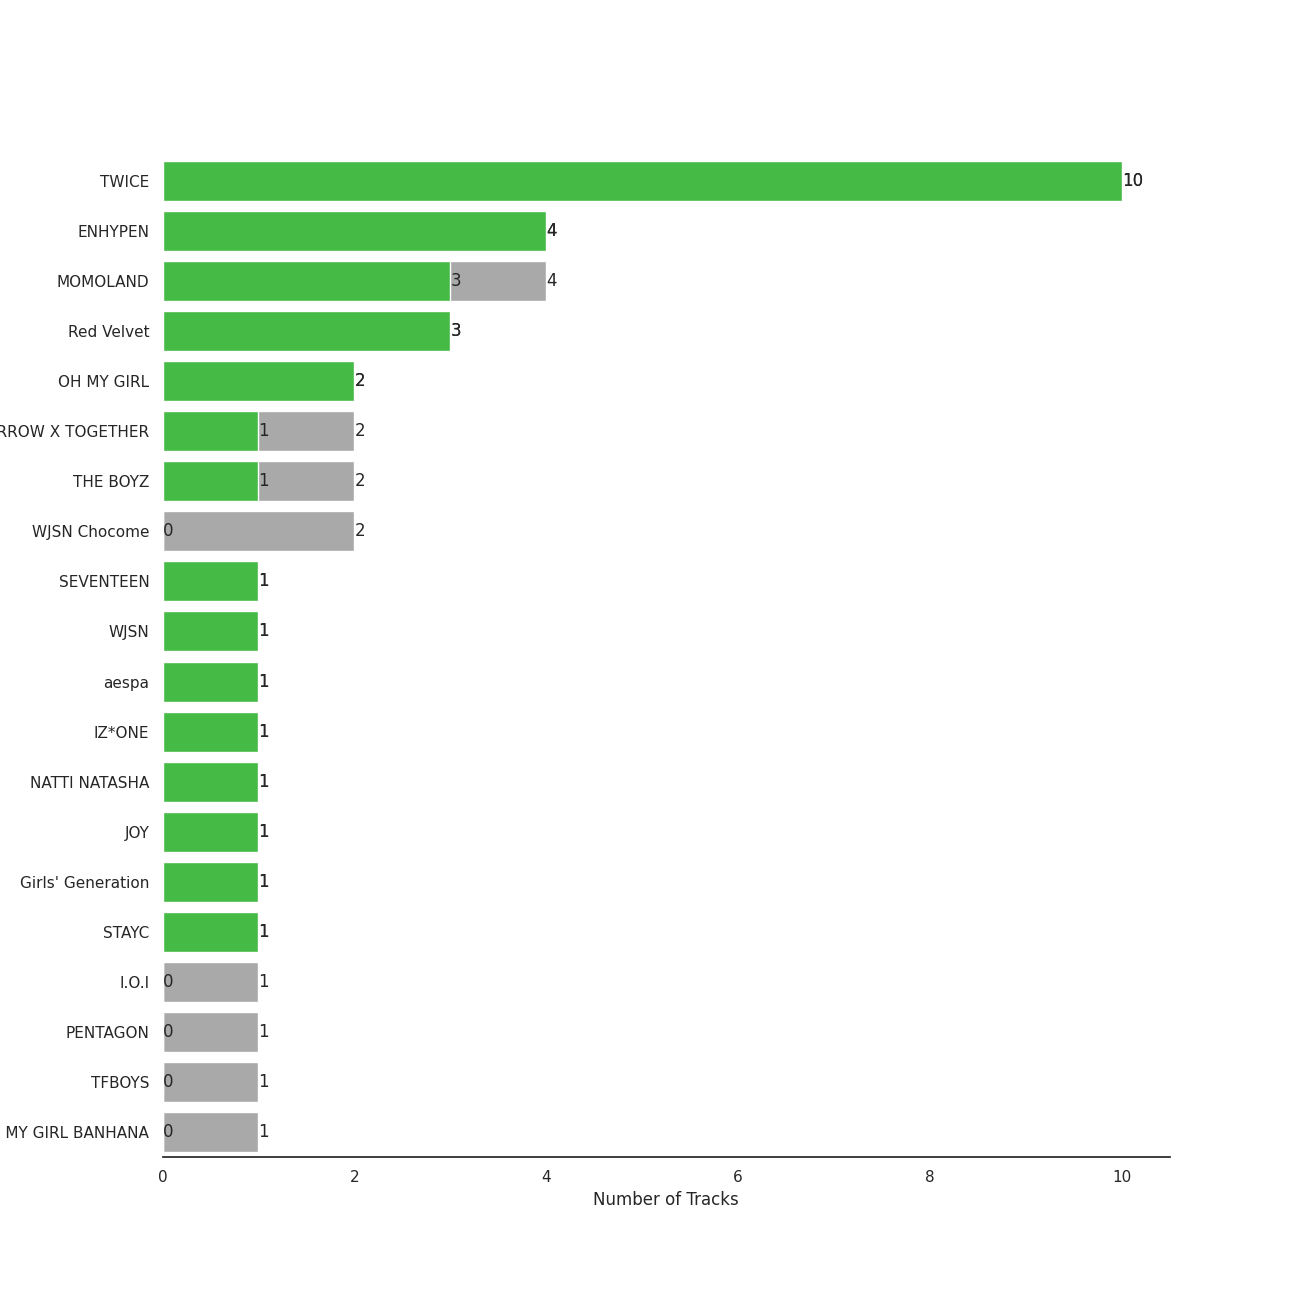 TWICE 10
ENHYPEN 4
MOMOLAND 3 4
Red Velvet 3
OH MY GIRL 2
RROW X TOGETHER 1 2
THE BOYZ 1 2
WJSN Chocome 0 2
SEVENTEEN 1
WJSN 1
aespa 1
IZ*ONE 1
NATTI NATASHA 1
JOY 1
Girls' Generation 1
STAYC 1
I.O.I 0 1
PENTAGON 0 1
TFBOYS 0 1
MY GIRL BANHANA 0 1
0 2 4 6 8 10
Number of Tracks